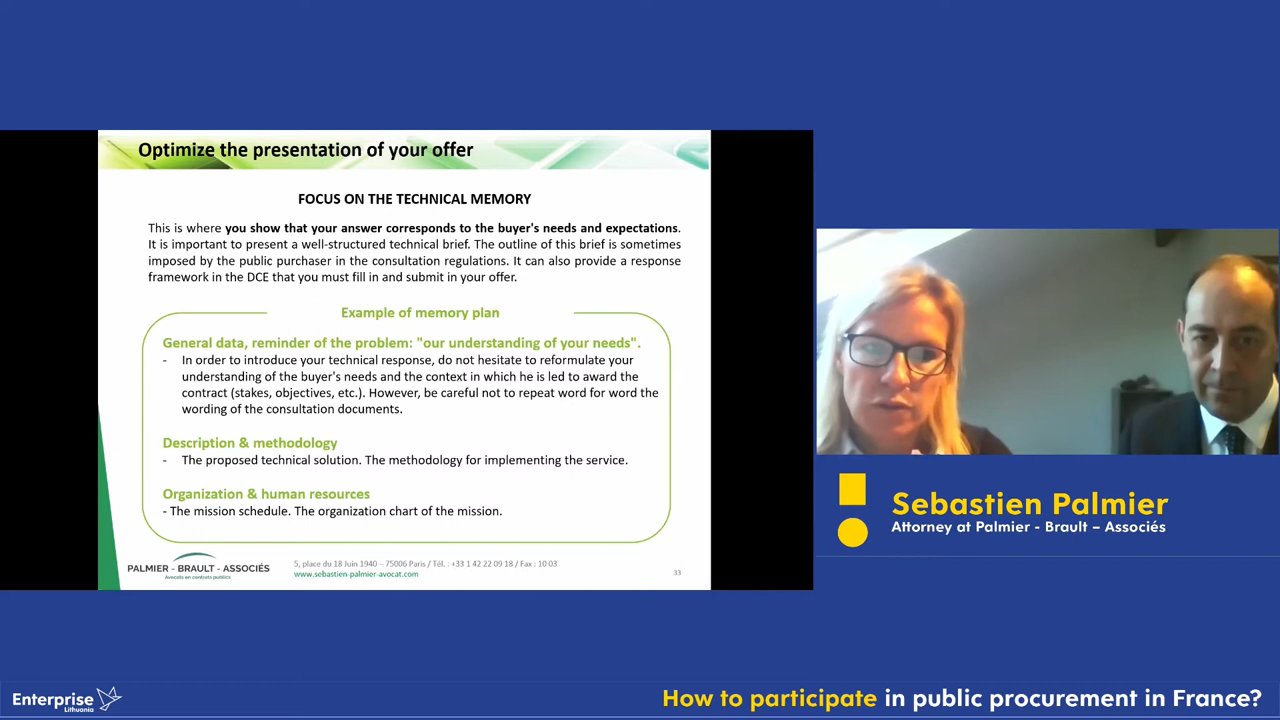 Optimize the presentation of your offer
FOCUS ON THE TECHNICAL MEMORY
This is where you show that your answer corresponds to the buyer's needs and expectations.
It is important to present a well-structured technical brief. The outline of this brief is sometimes
imposed by the public purchaser in the consultation regulations. It can also provide a response
framework in the DCE that you must fill in and submit in your offer.
Example of memory plan
General data, reminder of the problem: "our understanding of your needs".
- In order to introduce your technical response, do not hesitate to reformulate your
understanding of the buyer's needs and the context in which he is led to award the
contract (stakes, objectives, etc.). However, be careful not to repeat word for word the
wording of the consultation documents.
Description & methodology
- The proposed technical solution. The methodology for implementing the service.
Organization & human resources
- The mission schedule. The organization chart of the mission.
PALMIER - BRAULT - ASSOCIÉS
Avocats en contrats publics
5, place du 18 Juin 1940 – 75006 Paris / Tél. : +33 1 42 22 09 18 / Fax : 10 03
www.sebastien-palmier-avocat.com
33
Sebastien Palmier
Attorney at Palmier - Brault – Associés
Enterprise
Lithuania
How to participate in public procurement in France?